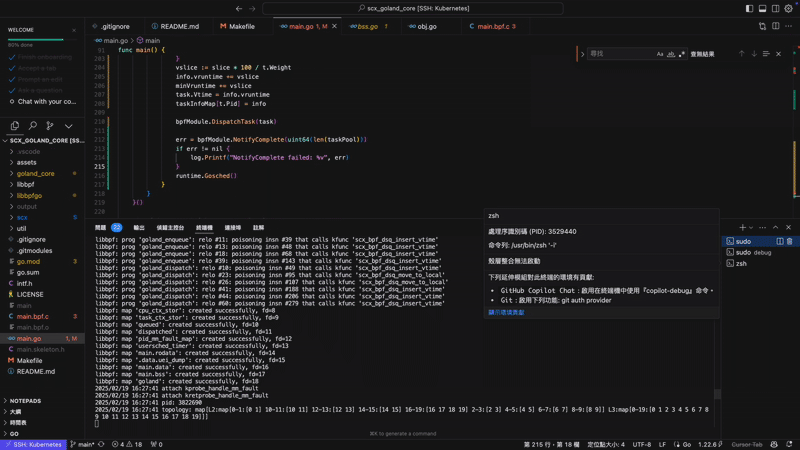 scx_goland_core [SSH: Kubernetes]
WELCOME
80% done
Chat with your co...
.gitignore
README.md
Makefile
main.go 1, M
bss.go 1
obj.go
main.bpf.c 3
main.go > main
SCX_GOLAND_CORE [SS...
.vscode
assets
goland_core
libbpf
libbpfgo
output
scx 5
util
.gitignore
.gitmodules
go.mod 3
go.sum
intf.h
LICENSE
main
main.bpf.c 3
main.bpf.o
main.go 1, M
main.skeleton.h
Makefile
README.md
NOTEPADS
大綱
時間表
GO
91 func main() {
203 }
204 vslice := slice * 100 / t.Weight
205 info.vruntime += vslice
206 minVruntime += vslice
207 task.Vtime = info.vruntime
208 taskInfoMap[t.Pid] = info
209
210 bpfModule.DispatchTask(task)
211
212 err = bpfModule.NotifyComplete(uint64(len(taskPool)))
213 if err != nil {
214 log.Printf("NotifyComplete failed: %v", err)
215 }
216 runtime.Gosched()
217 }
218 }
219 }()
220
尋找
Aa
查無結果
問題 22 輸出 偵錯主控台 終端機 連接埠 註解
libbpf: prog 'goland_enqueue': relo #11: poisoning insn #39 that calls kfunc 'scx_bpf_dsq_insert_vtime'
libbpf: prog 'goland_enqueue': relo #13: poisoning insn #48 that calls kfunc 'scx_bpf_dsq_insert_vtime'
libbpf: prog 'goland_enqueue': relo #18: poisoning insn #68 that calls kfunc 'scx_bpf_dsq_insert_vtime'
libbpf: prog 'goland_enqueue': relo #29: poisoning insn #143 that calls kfunc 'scx_bpf_dsq_insert_vtime'
libbpf: prog 'goland_dispatch': relo #10: poisoning insn #49 that calls kfunc 'scx_bpf_dsq_insert_vtime'
libbpf: prog 'goland_dispatch': relo #23: poisoning insn #95 that calls kfunc 'scx_bpf_dsq_move_to_local'
libbpf: prog 'goland_dispatch': relo #26: poisoning insn #107 that calls kfunc 'scx_bpf_dsq_move_to_local'
libbpf: prog 'goland_dispatch': relo #41: poisoning insn #188 that calls kfunc 'scx_bpf_dsq_insert_vtime'
libbpf: prog 'goland_dispatch': relo #44: poisoning insn #206 that calls kfunc 'scx_bpf_dsq_insert_vtime'
libbpf: prog 'goland_dispatch': relo #60: poisoning insn #279 that calls kfunc 'scx_bpf_dsq_insert_vtime'
libbpf: map 'cpu_ctx_stor': created successfully, fd=8
libbpf: map 'task_ctx_stor': created successfully, fd=9
libbpf: map 'queued': created successfully, fd=10
libbpf: map 'dispatched': created successfully, fd=11
libbpf: map 'pid_mm_fault_map': created successfully, fd=12
libbpf: map 'usersched_timer': created successfully, fd=13
libbpf: map 'main.rodata': created successfully, fd=14
libbpf: map '.data.uei_dump': created successfully, fd=15
libbpf: map 'main.data': created successfully, fd=16
libbpf: map 'main.bss': created successfully, fd=17
libbpf: map 'goland': created successfully, fd=18
2025/02/19 16:27:41 attach kprobe_handle_mm_fault
2025/02/19 16:27:41 attach kretprobe_handle_mm_fault
2025/02/19 16:27:41 pid: 3822690
2025/02/19 16:27:41 topology: map[L2:map[0-1:[0 1] 10-11:[10 11] 12-13:[12 13] 14-15:[14 15] 16-19:[16 17 18 19] 2-3:[2 3] 4-5:[4 5] 6-7:[6 7] 8-9:[8 9]] L3:map[0-19:[0 1 2 3 4 5 6 7 8
9 10 11 12 13 14 15 16 17 18 19]]]
zsh
處理序識別碼 (PID): 3529440
命令列: /usr/bin/zsh '-i'
殼層整合無法啟動
下列延伸模組對此終端的環境有貢獻:
• GitHub Copilot Chat：啟用在終端機中使用「copilot-debug」命令。
• Git：啟用下列功能: git auth provider
顯示環境貢獻
sudo
sudo debug
zsh
⌘K to generate a command
SSH: Kubernetes
main*
4 18
0
第 215 行，第 18 欄
定位點大小: 4
UTF-8
LF
Go
1.22.6
Cursor Tab